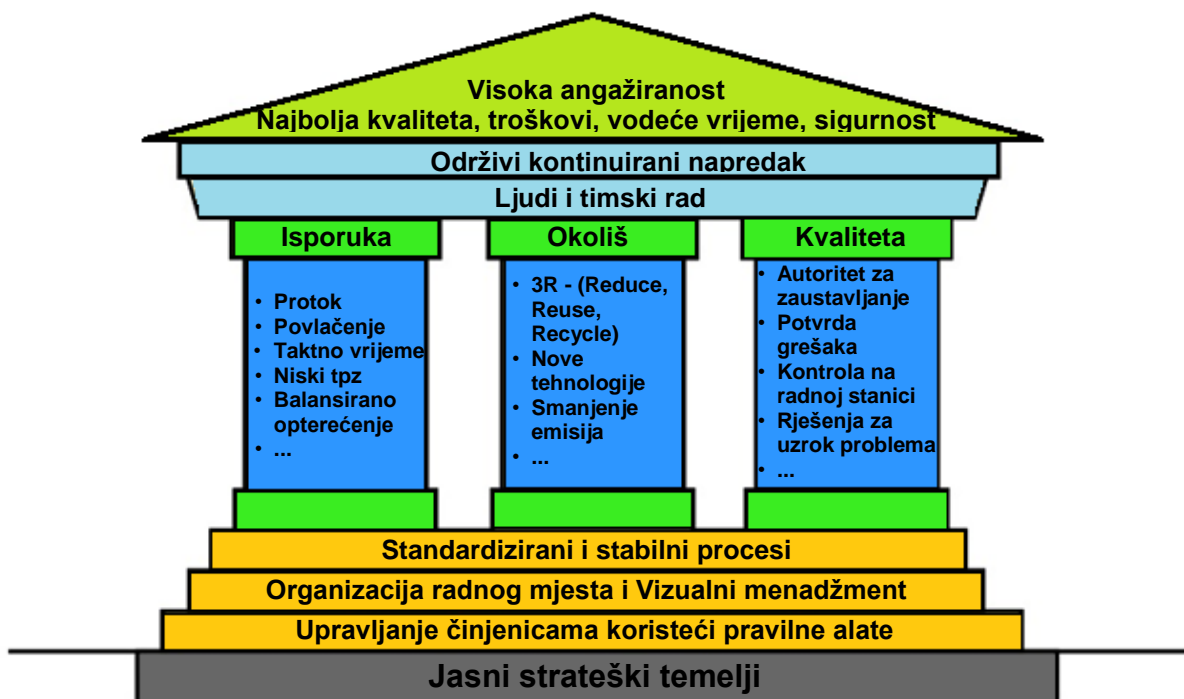 Visoka angažiranost
Najbolja kvaliteta, troškovi, vodeće vrijeme, sigurnost
Održivi kontinuirani napredak
Ljudi i timski rad
Isporuka
• Protok
• Povlačenje
• Taktno vrijeme
• Niski tpz
• Balansirano
opterećenje
• ...
Okoliš
• 3R - (Reduce,
Reuse,
Recycle)
• Nove
tehnologije
• Smanjenje
emisija
• ...
Kvaliteta
• Autoritet za
zaustavljanje
• Potvrda
grešaka
• Kontrola na
radnoj stanici
• Rješenja za
uzrok problema
• ...
Standardizirani i stabilni procesi
Organizacija radnog mjesta i Vizualni menadžment
Upravljanje činjenicama koristeći pravilne alate
Jasni strateški temelji